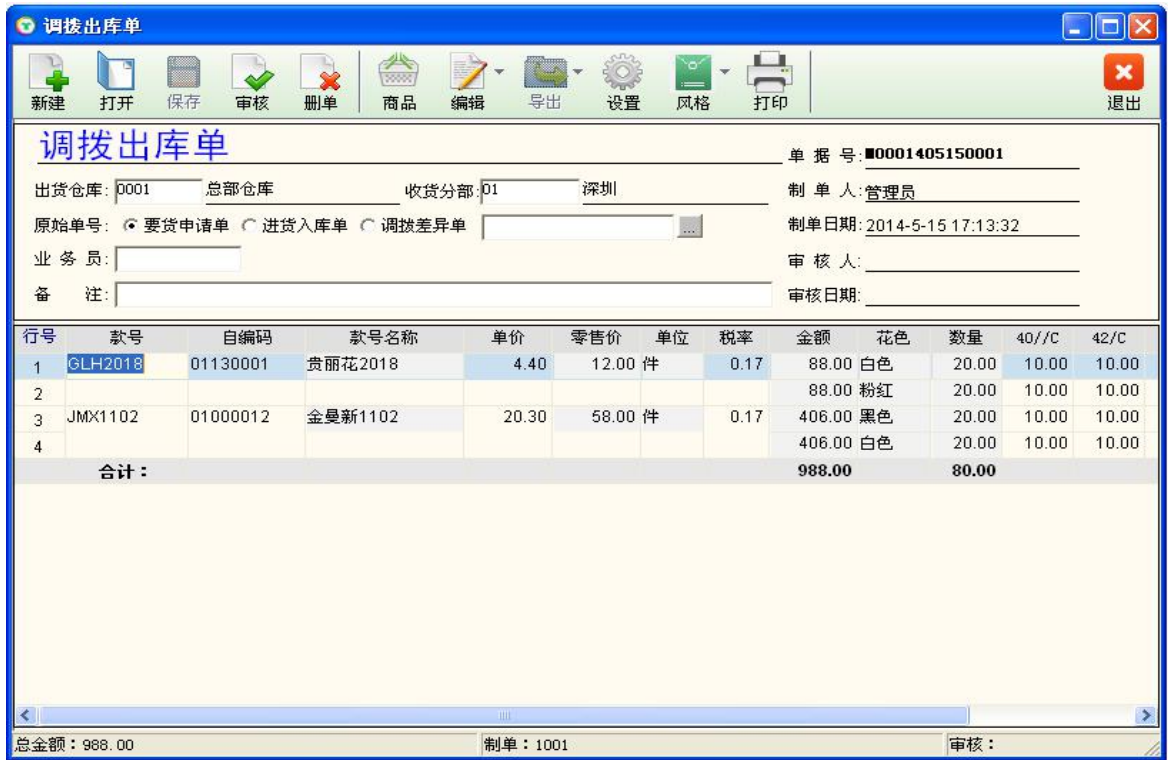 调拨出库单
新建 打开 保存 审核 删单 商品 编辑 导出 设置 风格 打印 退出
调拨出库单
单 据 号:■0001405150001
出货仓库: 0001 总部仓库 收货分部: 01 深圳 制 单 人:管理员
原始单号: 要货申请单 进货入库单 调拨差异单 ... 制单日期: 2014-5-15 17:13:32
业 务 员: 审 核 人:
备 注: 审核日期:
行号 款号 自编码 款号名称 单价 零售价 单位 税率 金额 花色 数量 40//C 42/C
1 GLH2018 01130001 贵丽花2018 4.40 12.00 件 0.17 88.00 白色 20.00 10.00 10.00
2 88.00 粉红 20.00 10.00 10.00
3 JMX1102 01000012 金曼新1102 20.30 58.00 件 0.17 406.00 黑色 20.00 10.00 10.00
4 406.00 白色 20.00 10.00 10.00
合计: 988.00 80.00
总金额:988.00 制单:1001 审核: